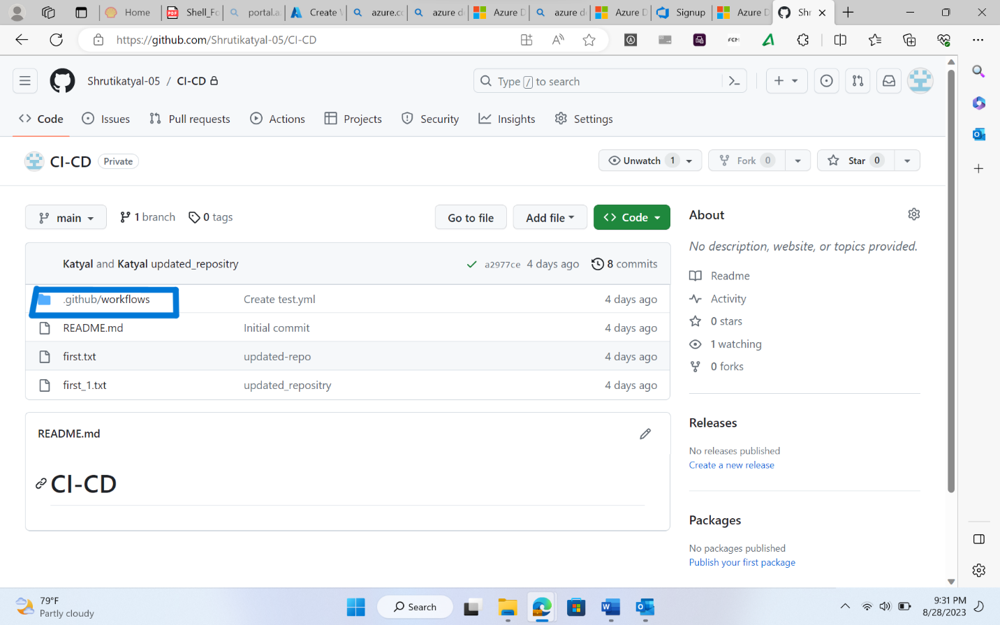 Home
Shell_Fo
portal.a
Create V
azure.co
azure d
Azure D
azure d
Azure D
Signup
Azure D
Shr
https://github.com/Shrutikatyal-05/CI-CD
FCM
Shrutikatyal-05 / CI-CD
Type / to search
Code
Issues
Pull requests
Actions
Projects
Security
Insights
Settings
CI-CD Private
Unwatch 1
Fork 0
Star 0
main
1 branch
0 tags
Go to file
Add file
Code
Katyal and Katyal updated_repositry
a2977ce 4 days ago
8 commits
.github/workflows Create test.yml 4 days ago
README.md Initial commit 4 days ago
first.txt updated-repo 4 days ago
first_1.txt updated_repositry 4 days ago
README.md
CI-CD
About
No description, website, or topics provided.
Readme
Activity
0 stars
1 watching
0 forks
Releases
No releases published
Create a new release
Packages
No packages published
Publish your first package
79°F
Partly cloudy
Search
9:31 PM
8/28/2023